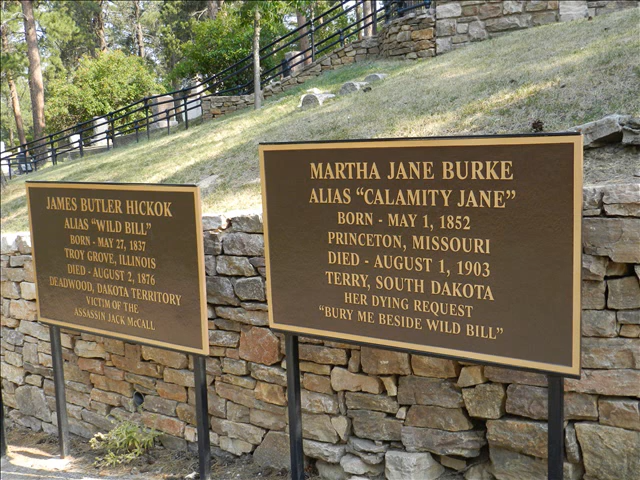 JAMES BUTLER HICKOK
ALIAS "WILD BILL"
BORN - MAY 27, 1837
TROY GROVE, ILLINOIS
DIED - AUGUST 2, 1876
DEADWOOD, DAKOTA TERRITORY
VICTIM OF THE
ASSASSIN JACK McCALL
MARTHA JANE BURKE
ALIAS "CALAMITY JANE"
BORN - MAY 1, 1852
PRINCETON, MISSOURI
DIED - AUGUST 1, 1903
TERRY, SOUTH DAKOTA
HER DYING REQUEST
"BURY ME BESIDE WILD BILL"